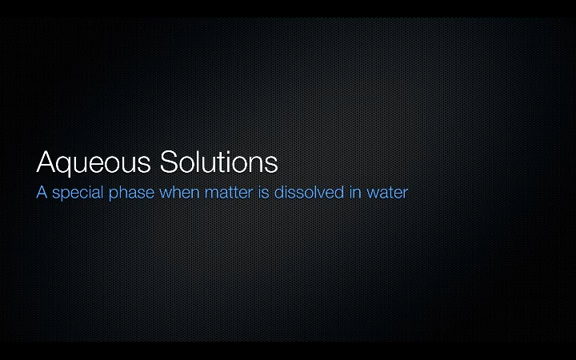 Aqueous Solutions
A special phase when matter is dissolved in water